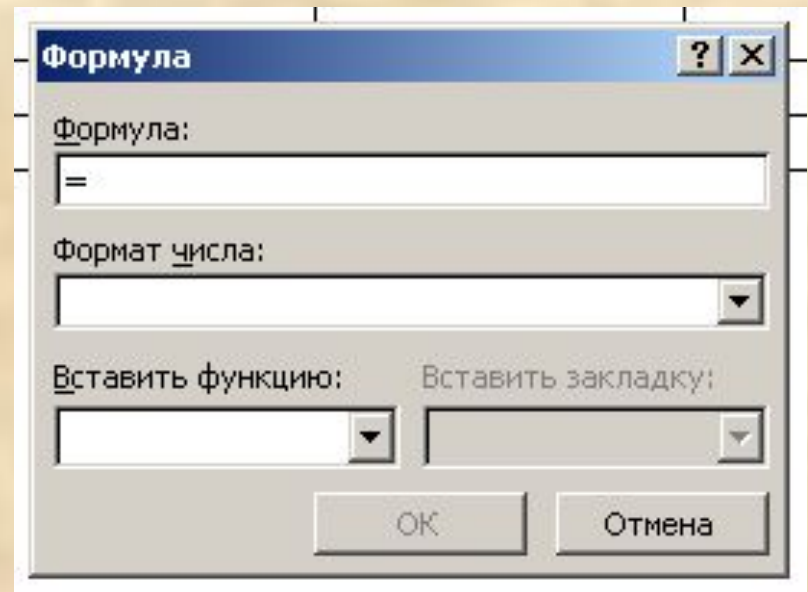 Формула
Формула:
=
Формат числа:
Вставить функцию: Вставить закладку:
ОК Отмена